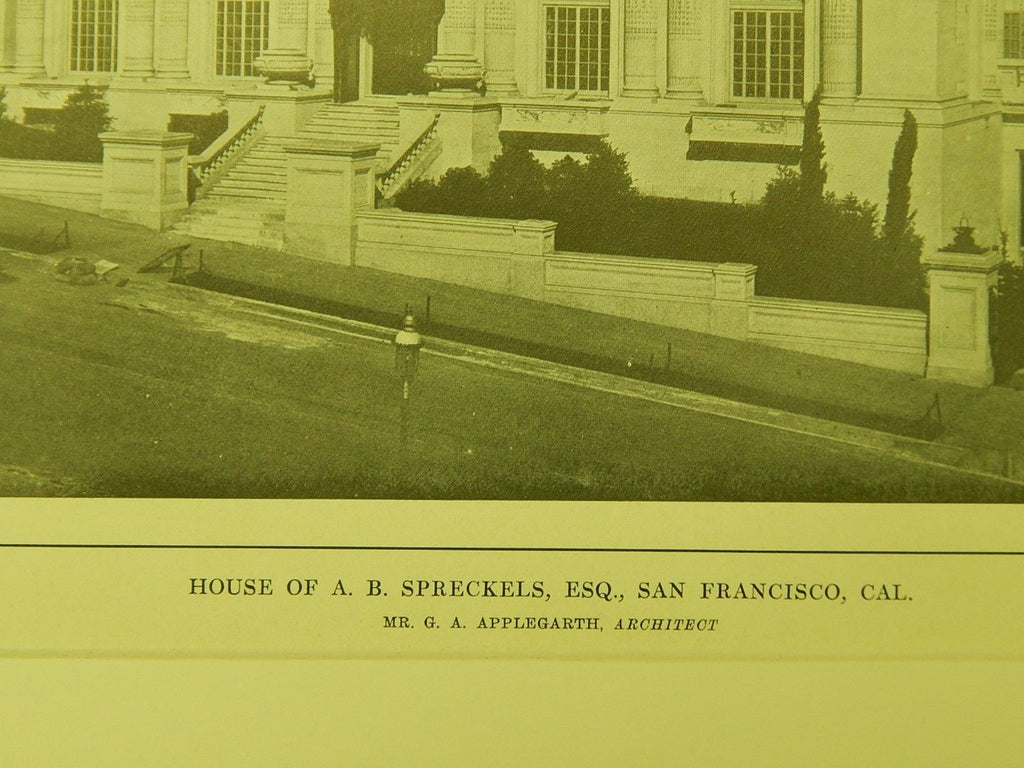 HOUSE OF A. B. SPRECKELS, ESQ., SAN FRANCISCO, CAL.
MR. G. A. APPLEGARTH, ARCHITECT